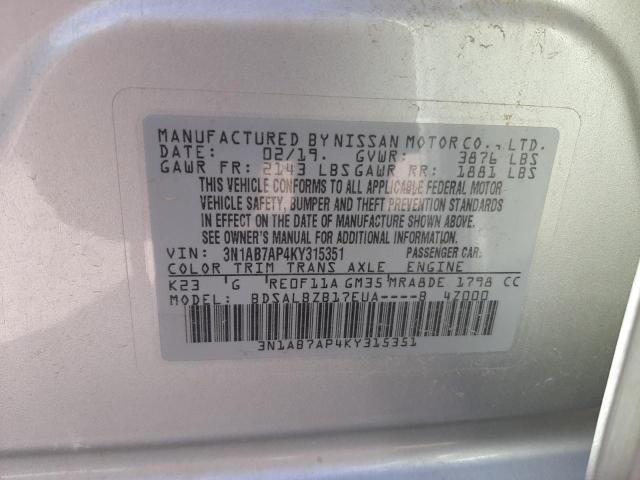 MANUFACTURED BY NISSAN MOTOR CO., LTD.
DATE: 02/19. GVWR: 3876 LBS
GAWR FR: 2143 LBS GAWR RR: 1881 LBS
THIS VEHICLE CONFORMS TO ALL APPLICABLE FEDERAL MOTOR
VEHICLE SAFETY, BUMPER AND THEFT PREVENTION STANDARDS
IN EFFECT ON THE DATE OF MANUFACTURE SHOWN ABOVE.
SEE OWNER'S MANUAL FOR ADDITIONAL INFORMATION
VIN: 3N1AB7AP4KY315351 PASSENGER CAR.
COLOR TRIM TRANS AXLE ENGINE
K23 G RE0F11A GM35 MRA8DE 1798 CC
MODEL: BDSALBZB17EUA----B 4Z000
3N1AB7AP4KY315351